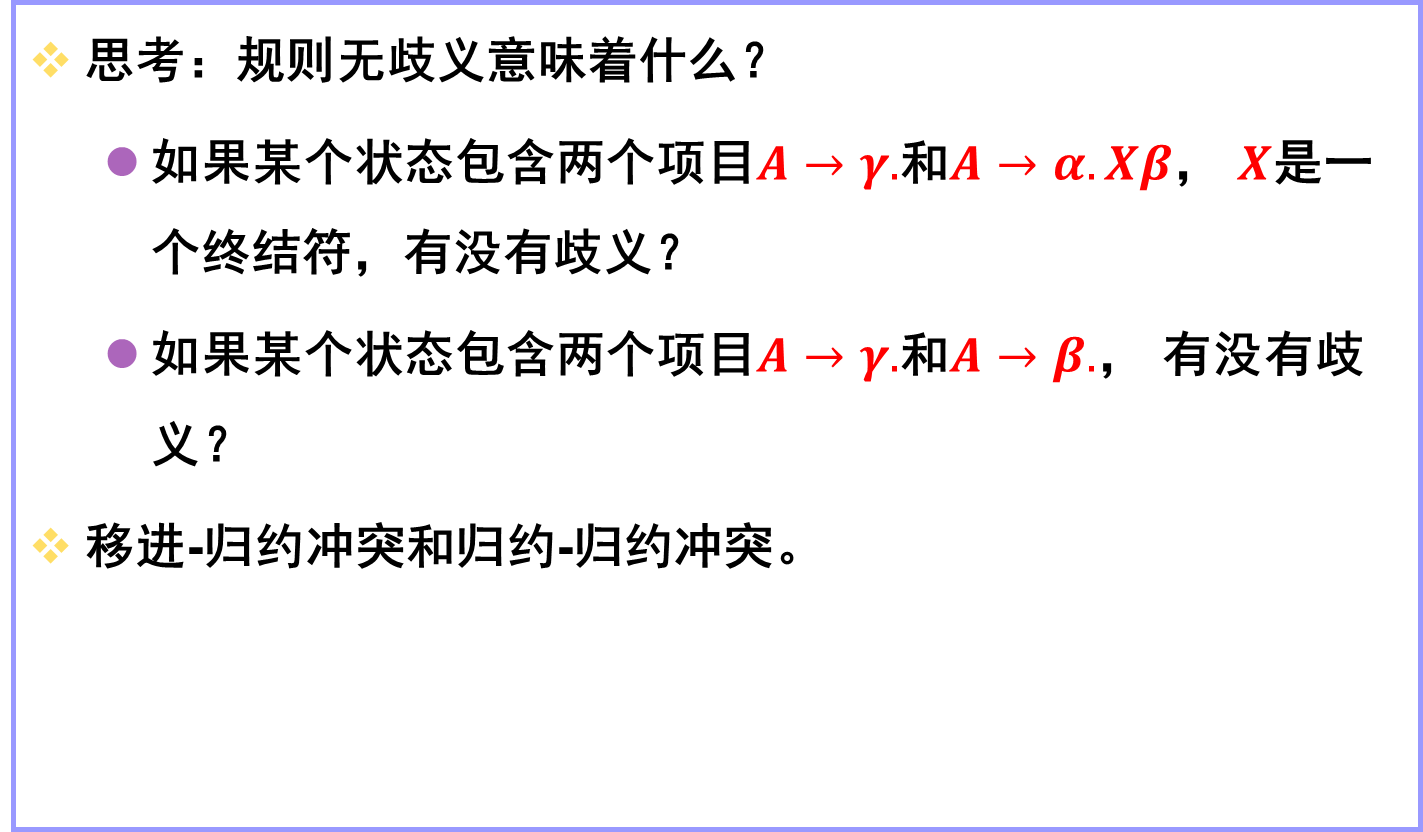 思考：规则无歧义意味着什么？
如果某个状态包含两个项目A → γ.和A → α.Xβ， X是一
个终结符，有没有歧义？
如果某个状态包含两个项目A → γ.和A → β.， 有没有歧
义？
移进-归约冲突和归约-归约冲突。